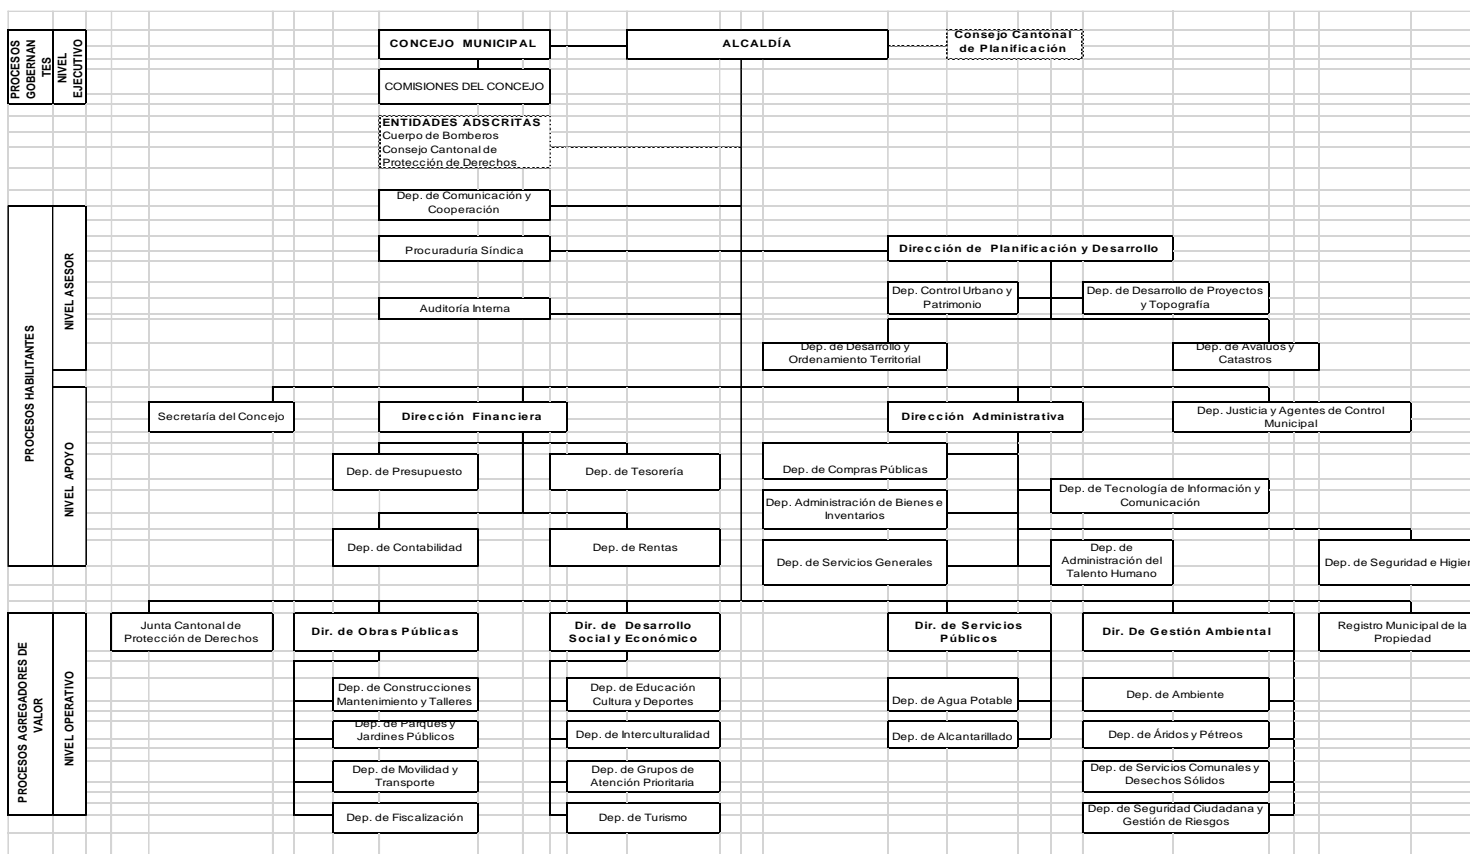 PROCESOS
GOBERNAN
TES
NIVEL
EJECUTIVO
CONCEJO MUNICIPAL
ALCALDÍA
Consejo Cantonal
de Planificación
COMISIONES DEL CONCEJO
ENTIDADES ADSCRITAS
Cuerpo de Bomberos
Consejo Cantonal de
Protección de Derechos
PROCESOS HABILITANTES
NIVEL ASESOR
Dep. de Comunicación y
Cooperación
Procuraduría Síndica
Dirección de Planificación y Desarrollo
Auditoría Interna
Dep. Control Urbano y
Patrimonio
Dep. de Desarrollo de Proyectos
y Topografía
Dep. de Desarrollo y
Ordenamiento Territorial
Dep. de Avalúos y
Catastros
NIVEL APOYO
Secretaría del Concejo
Dirección Financiera
Dirección Administrativa
Dep. Justicia y Agentes de Control
Municipal
Dep. de Presupuesto
Dep. de Tesorería
Dep. de Compras Públicas
Dep. de Tecnología de Información y
Comunicación
Dep. Administración de Bienes e
Inventarios
Dep. de Contabilidad
Dep. de Rentas
Dep. de Servicios Generales
Dep. de
Administración del
Talento Humano
Dep. de Seguridad e Higien
PROCESOS AGREGADORES DE
VALOR
NIVEL OPERATIVO
Junta Cantonal de
Protección de Derechos
Dir. de Obras Públicas
Dir. de Desarrollo
Social y Económico
Dir. de Servicios
Públicos
Dir. De Gestión Ambiental
Registro Municipal de la
Propiedad
Dep. de Construcciones
Mantenimiento y Talleres
Dep. de Parques y
Jardines Públicos
Dep. de Movilidad y
Transporte
Dep. de Fiscalización
Dep. de Educación
Cultura y Deportes
Dep. de Interculturalidad
Dep. de Grupos de
Atención Prioritaria
Dep. de Turismo
Dep. de Agua Potable
Dep. de Alcantarillado
Dep. de Ambiente
Dep. de Áridos y Pétreos
Dep. de Servicios Comunales y
Desechos Sólidos
Dep. de Seguridad Ciudadana y
Gestión de Riesgos